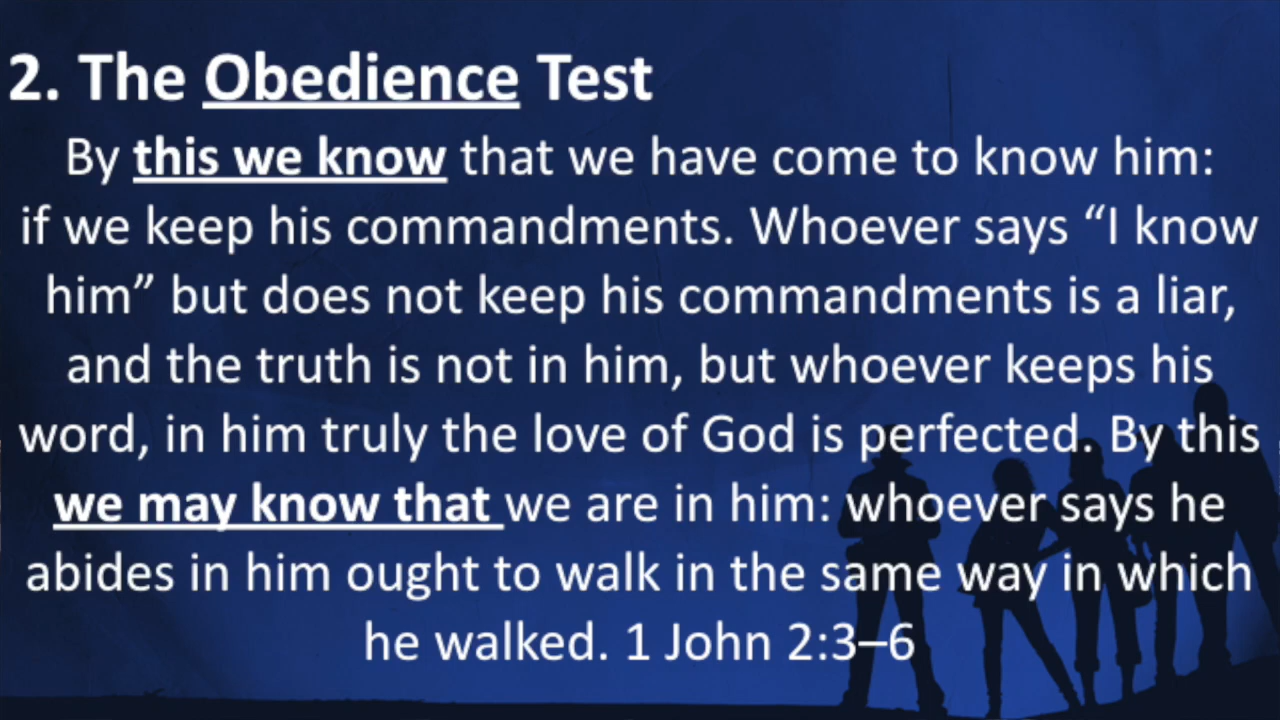 2. The Obedience Test
By this we know that we have come to know him:
if we keep his commandments. Whoever says “I know
him” but does not keep his commandments is a liar,
and the truth is not in him, but whoever keeps his
word, in him truly the love of God is perfected. By this
we may know that we are in him: whoever says he
abides in him ought to walk in the same way in which
he walked. 1 John 2:3–6